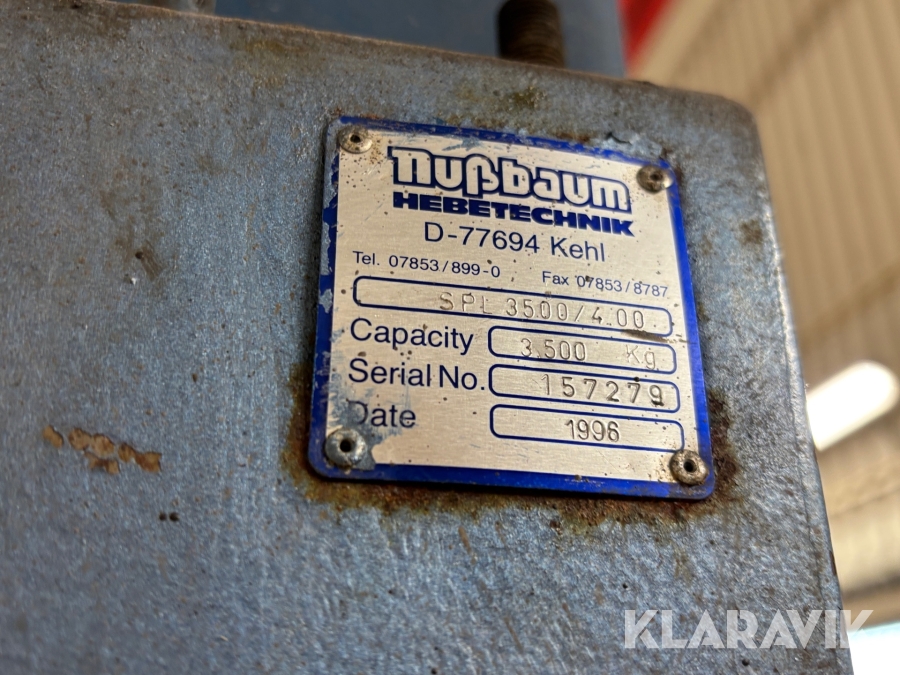 Nußbaum
HEBETECHNIK
D-77694 Kehl
Tel. 07853/899-0 Fax 07853/8787
SPL 3500/4.00
Capacity 3.500 Kg
Serial No. 157279
Date 1996
KLARAVIK